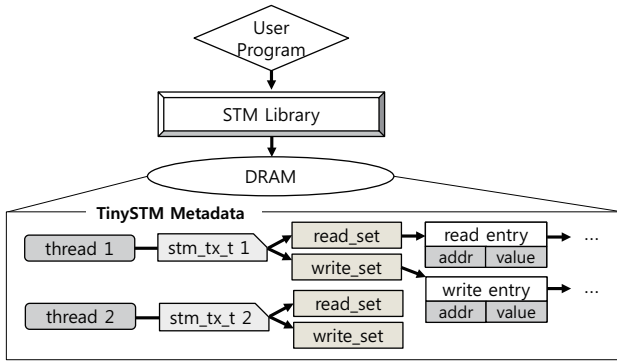 User
Program
STM Library
DRAM
TinySTM Metadata
thread 1
stm_tx_t 1
read_set
write_set
read entry
addr value
...
write entry
addr value
...
thread 2
stm_tx_t 2
read_set
write_set